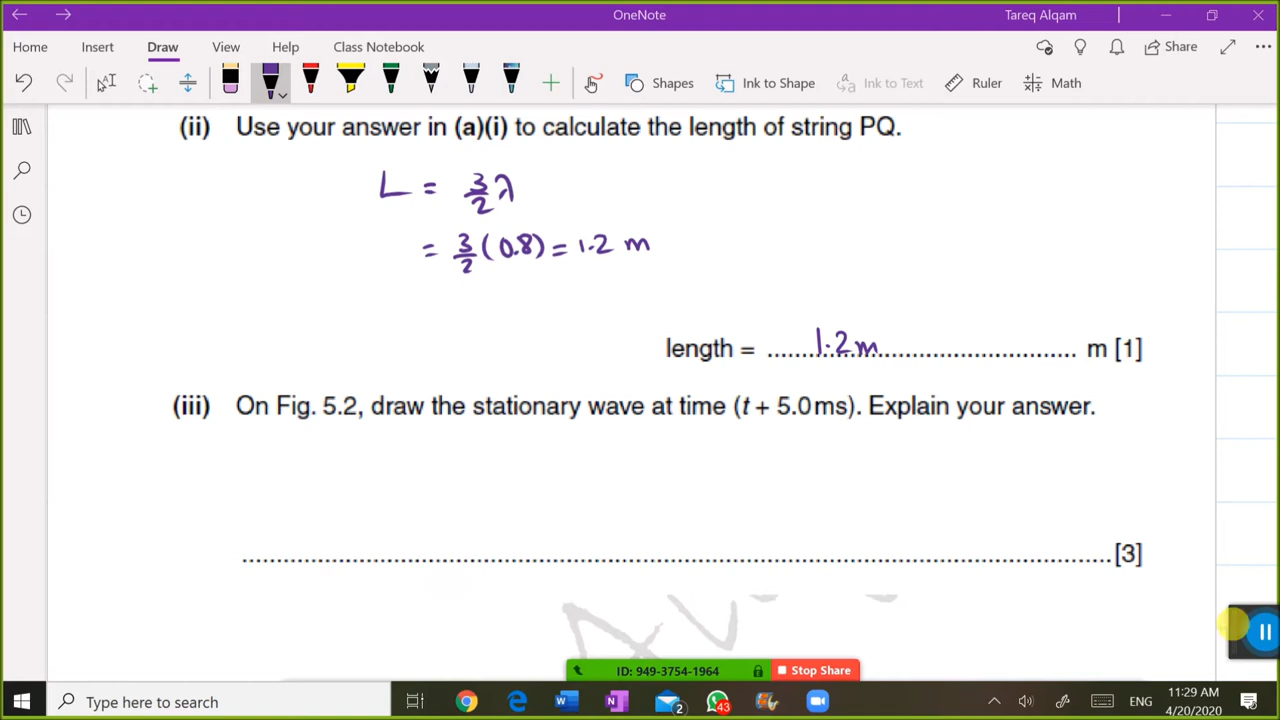 OneNote
Tareq Alqam
Home Insert Draw View Help Class Notebook
Share
Shapes Ink to Shape Ink to Text Ruler Math
(ii) Use your answer in (a)(i) to calculate the length of string PQ.
L = 3/2 λ
= 3/2 (0.8) = 1.2 m
length = ..........1.2 m.......... m [1]
(iii) On Fig. 5.2, draw the stationary wave at time (t + 5.0 ms). Explain your answer.
.................... [3]
ID: 949-3754-1964 Stop Share
Type here to search
2
43
ENG
11:29 AM
4/20/2020